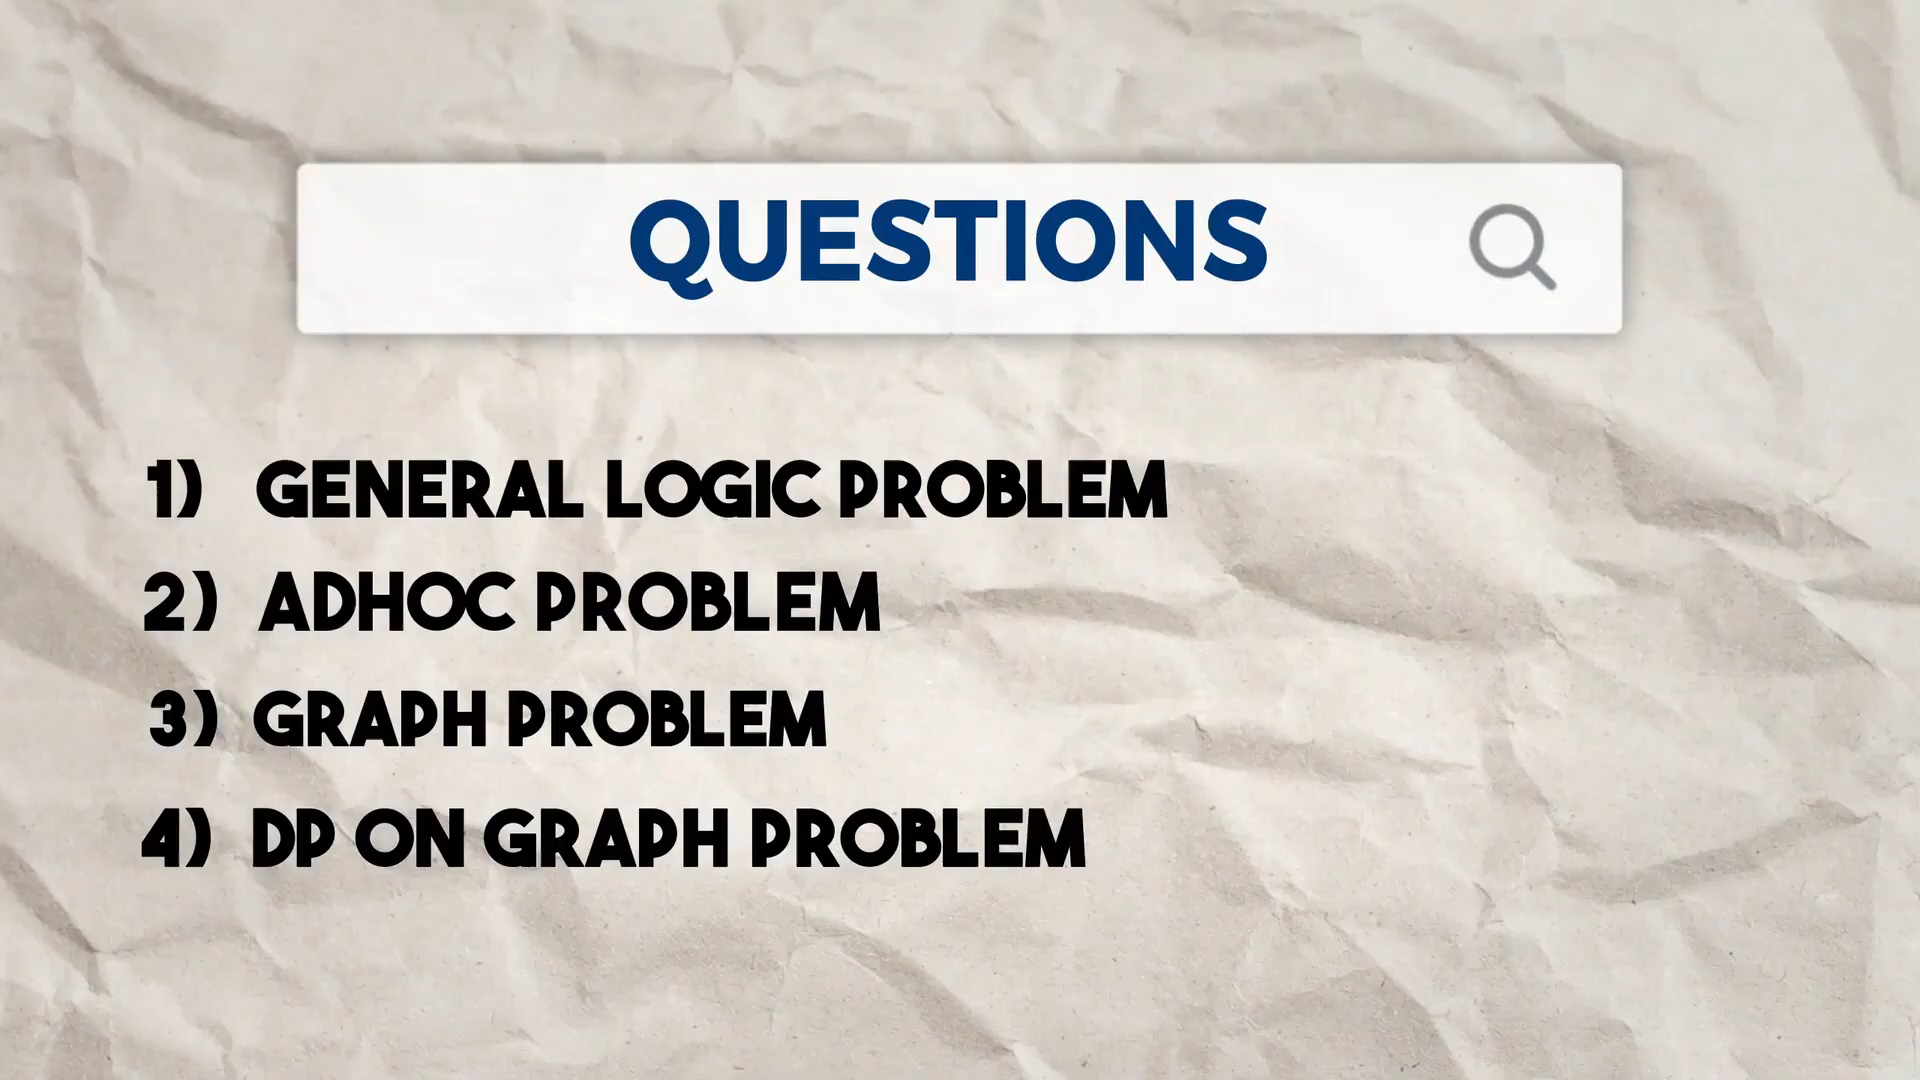 QUESTIONS
1) GENERAL LOGIC PROBLEM
2) ADHOC PROBLEM
3) GRAPH PROBLEM
4) DP ON GRAPH PROBLEM